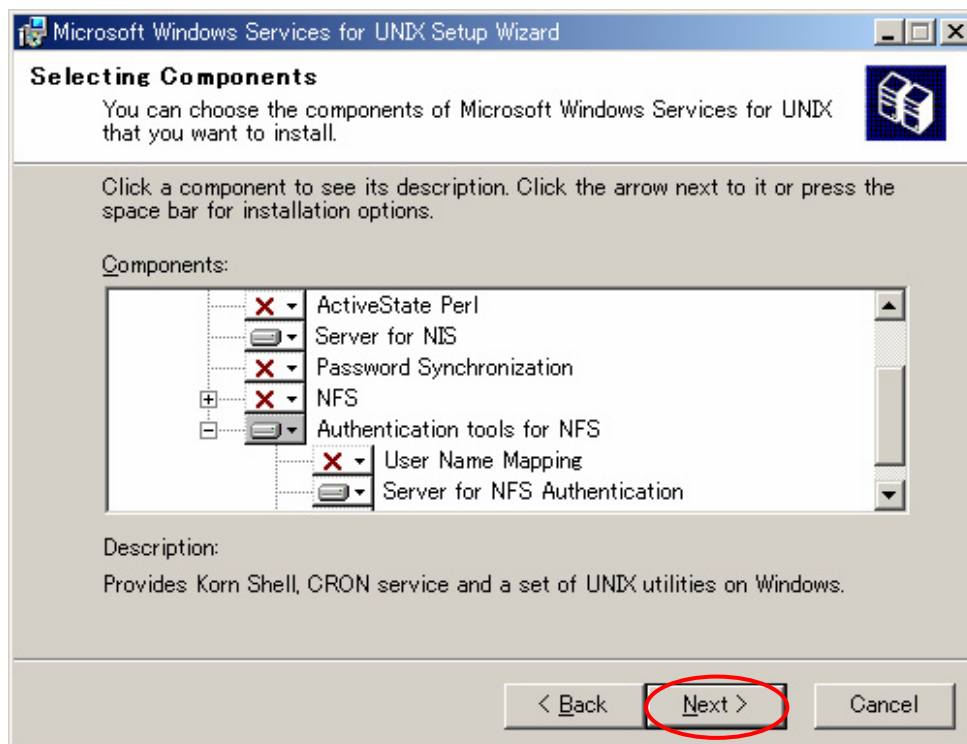 Microsoft Windows Services for UNIX Setup Wizard
Selecting Components
You can choose the components of Microsoft Windows Services for UNIX
that you want to install.
Click a component to see its description. Click the arrow next to it or press the
space bar for installation options.
Components:
ActiveState Perl
Server for NIS
Password Synchronization
NFS
Authentication tools for NFS
User Name Mapping
Server for NFS Authentication
Description:
Provides Korn Shell, CRON service and a set of UNIX utilities on Windows.
< Back
Next >
Cancel